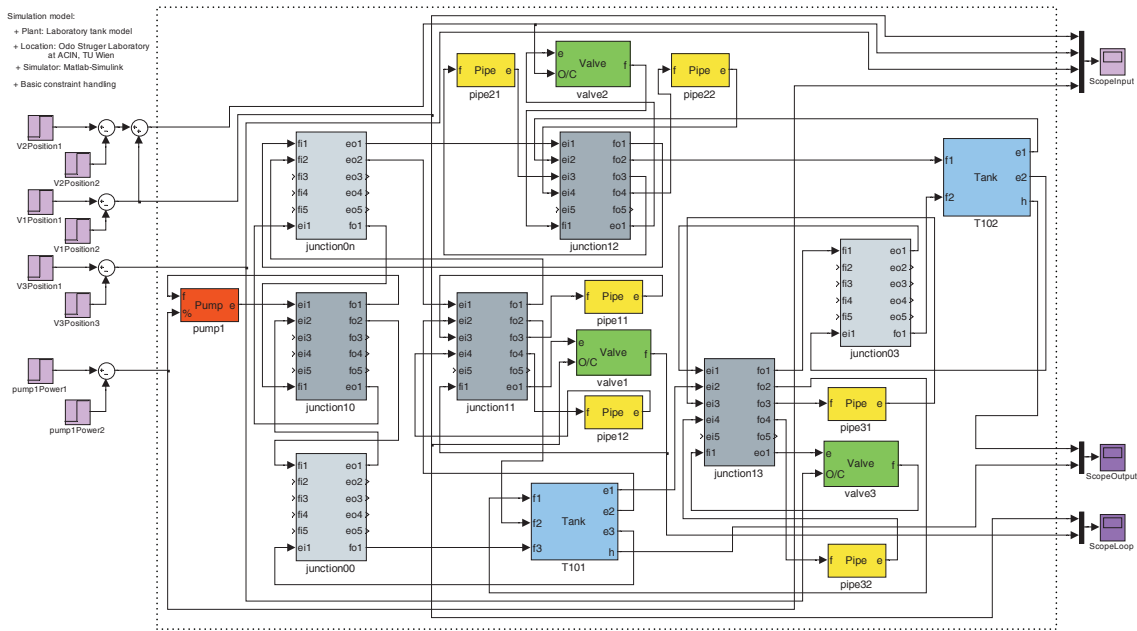 Simulation model:
+ Plant: Laboratory tank model
+ Location: Odo Struger Laboratory
at ACIN, TU Wien
+ Simulator: Matlab-Simulink
+ Basic constraint handling
V2Position1
V2Position2
V1Position1
V1Position2
V3Position1
V3Position3
pump1Power1
pump1Power2
f Pipe e
pipe21
e
O/C
Valve
f
valve2
f Pipe e
pipe22
ScopeInput
fi1 eo1
fi2 eo2
fi3 eo3
fi4 eo4
fi5 eo5
ei1 fo1
junction0n
ei1 fo1
ei2 fo2
ei3 fo3
ei4 fo4
ei5 fo5
fi1 eo1
junction12
f1
f2
Tank
e1
e2
h
T102
f
%
Pump e
pump1
ei1 fo1
ei2 fo2
ei3 fo3
ei4 fo4
ei5 fo5
fi1 eo1
junction10
ei1 fo1
ei2 fo2
ei3 fo3
ei4 fo4
ei5 fo5
fi1 eo1
junction11
f Pipe e
pipe11
e
O/C
Valve
f
valve1
f Pipe e
pipe12
fi1 eo1
fi2 eo2
fi3 eo3
fi4 eo4
fi5 eo5
ei1 fo1
junction03
ei1 fo1
ei2 fo2
ei3 fo3
ei4 fo4
ei5 fo5
fi1 eo1
junction13
f Pipe e
pipe31
e
O/C
Valve
f
valve3
f Pipe e
pipe32
fi1 eo1
fi2 eo2
fi3 eo3
fi4 eo4
fi5 eo5
ei1 fo1
junction00
f1
f2
f3
Tank
e1
e2
e3
h
T101
ScopeOutput
ScopeLoop